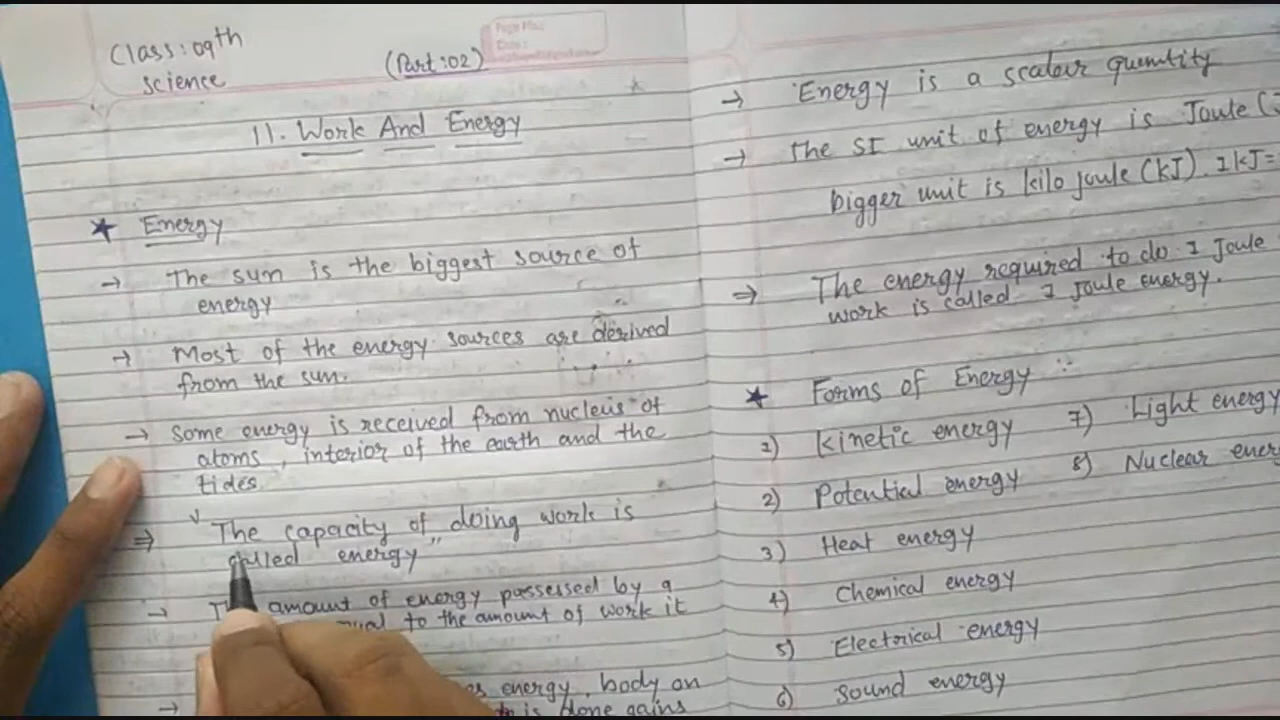 Class: 09th
Science
(Part:02)
Page No.:
Date:
11. Work And Energy
Energy
→ The sun is the biggest source of
energy
→ Most of the energy sources are derived
from the sun.
→ Some energy is received from nucleus of
atoms, interior of the earth and the
tides
⇒ The capacity of doing work is
called energy"
→ amount of energy passessed by a
to the amount of work it
energy, body on
→ is done gains
→ Energy is a scalar quantity
→ The SI unit of energy is Joule (J
bigger unit is kilo joule (kJ). 1 kJ =
⇒ The energy required to do 1 Joule
work is called 1 Joule energy.
Forms of Energy :-
1) Kinetic energy
2) Potential energy
3) Heat energy
4) Chemical energy
5) Electrical energy
6) Sound energy
7) Light energy
8) Nuclear ener